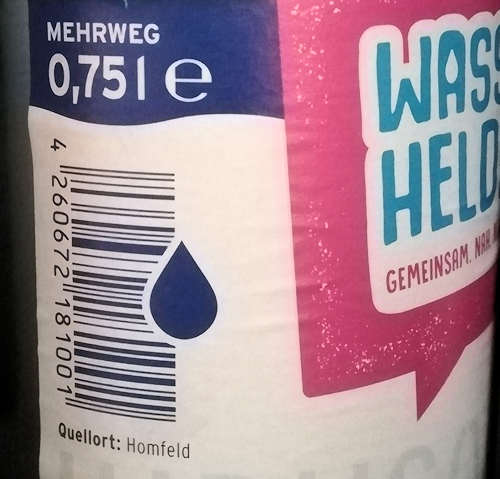 MEHRWEG
0,75 l e
4 260672 181001
Quellort: Homfeld
WASS
HELD
GEMEINSAM. NAH.